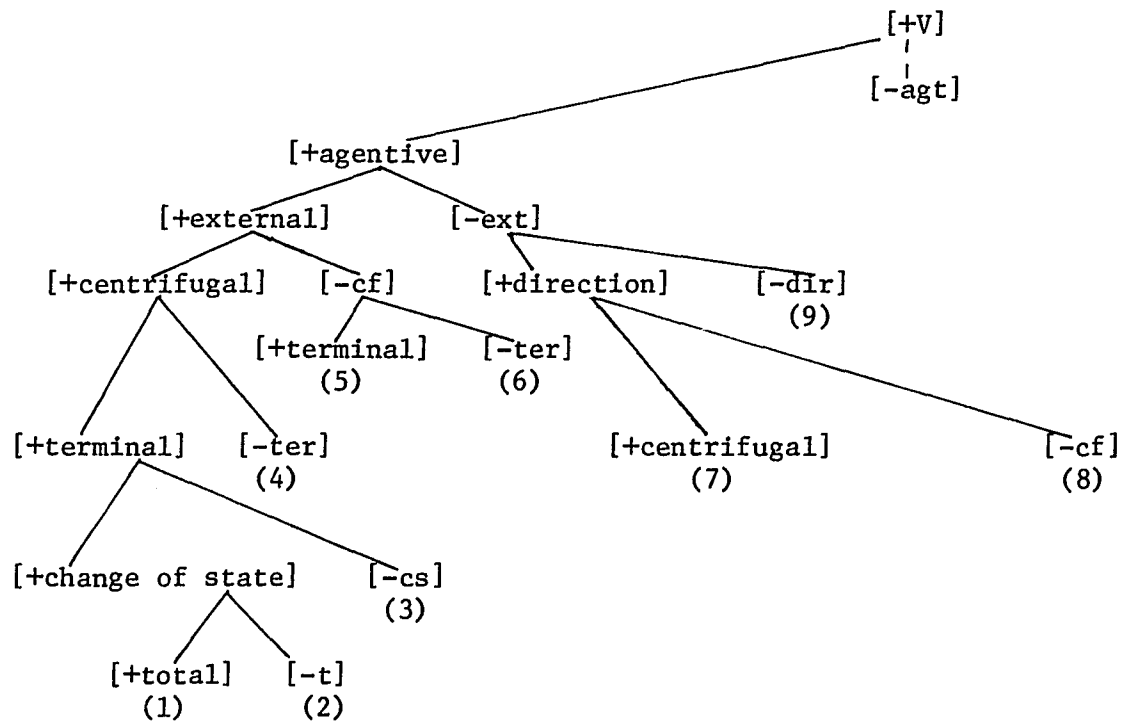 [+V]
[-agt]
[+agentive]
[+external] [-ext]
[+centrifugal] [-cf] [+direction] [-dir]
(9)
[+terminal] [-ter]
(5) (6)
[+terminal] [-ter] [+centrifugal] [-cf]
(4) (7) (8)
[+change of state] [-cs]
(3)
[+total] [-t]
(1) (2)